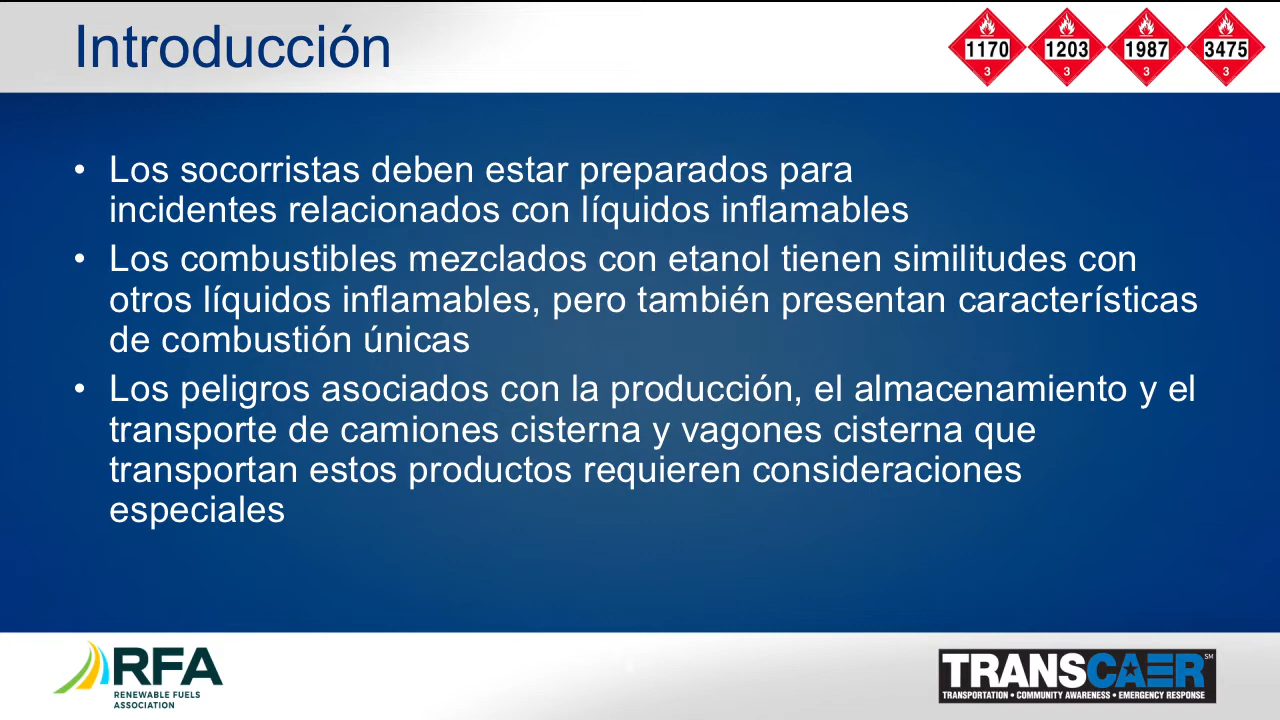 Introducción
1170 1203 1987 3475
3 3 3 3
• Los socorristas deben estar preparados para
incidentes relacionados con líquidos inflamables
• Los combustibles mezclados con etanol tienen similitudes con
otros líquidos inflamables, pero también presentan características
de combustión únicas
• Los peligros asociados con la producción, el almacenamiento y el
transporte de camiones cisterna y vagones cisterna que
transportan estos productos requieren consideraciones
especiales
RFA
RENEWABLE FUELS
ASSOCIATION
TRANSCAER SM
TRANSPORTATION • COMMUNITY AWARENESS • EMERGENCY RESPONSE